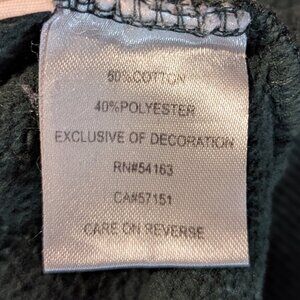 60%COTTON
40%POLYESTER
EXCLUSIVE OF DECORATION
RN#54163
CA#57151
CARE ON REVERSE